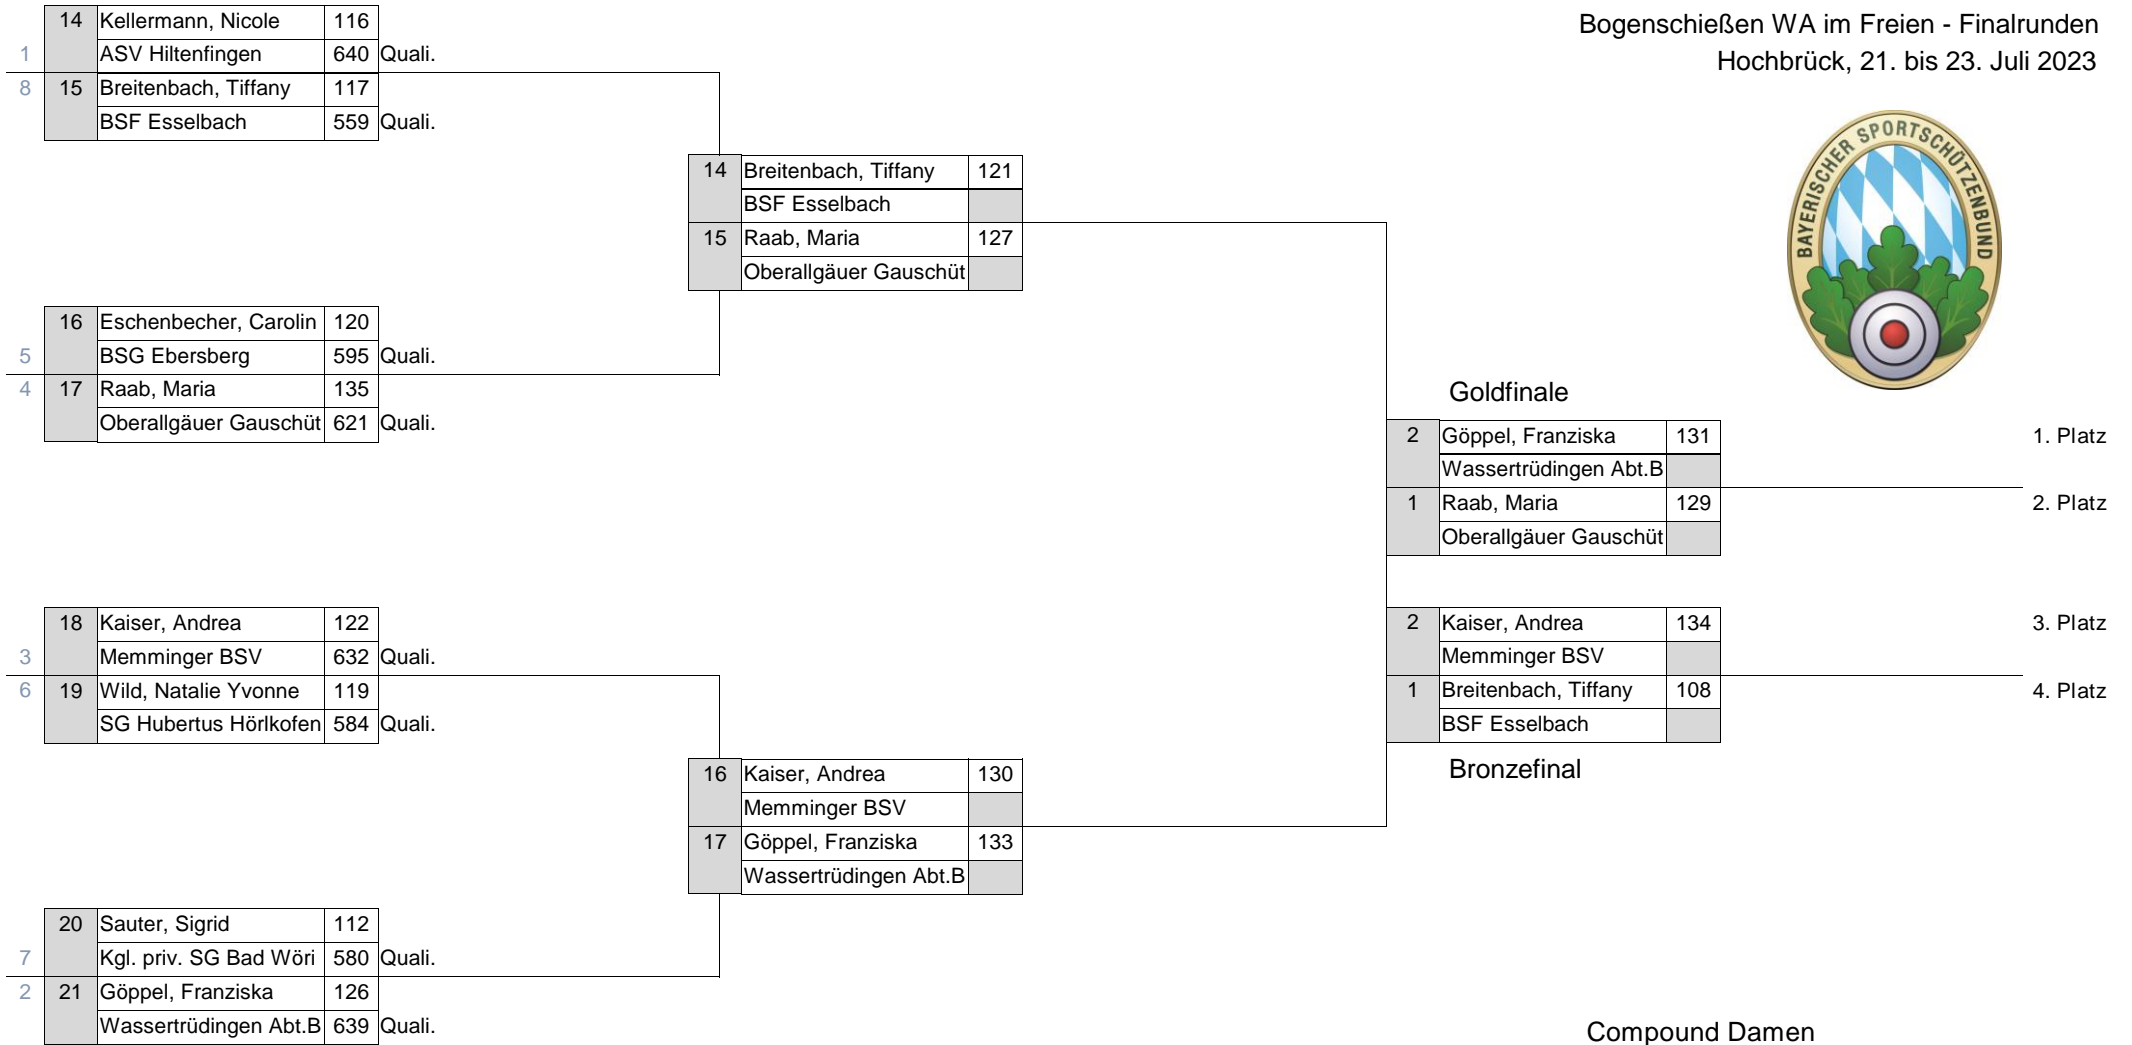 Bogenschießen WA im Freien - Finalrunden
Hochbrück, 21. bis 23. Juli 2023
BAYERISCHER SPORTSCHÜTZENBUND
14 Kellermann, Nicole 116
1 ASV Hiltenfingen 640 Quali.
8 15 Breitenbach, Tiffany 117
BSF Esselbach 559 Quali.
16 Eschenbecher, Carolin 120
5 BSG Ebersberg 595 Quali.
4 17 Raab, Maria 135
Oberallgäuer Gauschüt 621 Quali.
18 Kaiser, Andrea 122
3 Memminger BSV 632 Quali.
6 19 Wild, Natalie Yvonne 119
SG Hubertus Hörlkofen 584 Quali.
20 Sauter, Sigrid 112
7 Kgl. priv. SG Bad Wöri 580 Quali.
2 21 Göppel, Franziska 126
Wassertrüdingen Abt.B 639 Quali.
14 Breitenbach, Tiffany 121
BSF Esselbach
15 Raab, Maria 127
Oberallgäuer Gauschüt
16 Kaiser, Andrea 130
Memminger BSV
17 Göppel, Franziska 133
Wassertrüdingen Abt.B
Goldfinale
2 Göppel, Franziska 131 1. Platz
Wassertrüdingen Abt.B
1 Raab, Maria 129 2. Platz
Oberallgäuer Gauschüt
2 Kaiser, Andrea 134 3. Platz
Memminger BSV
1 Breitenbach, Tiffany 108 4. Platz
BSF Esselbach
Bronzefinal
Compound Damen